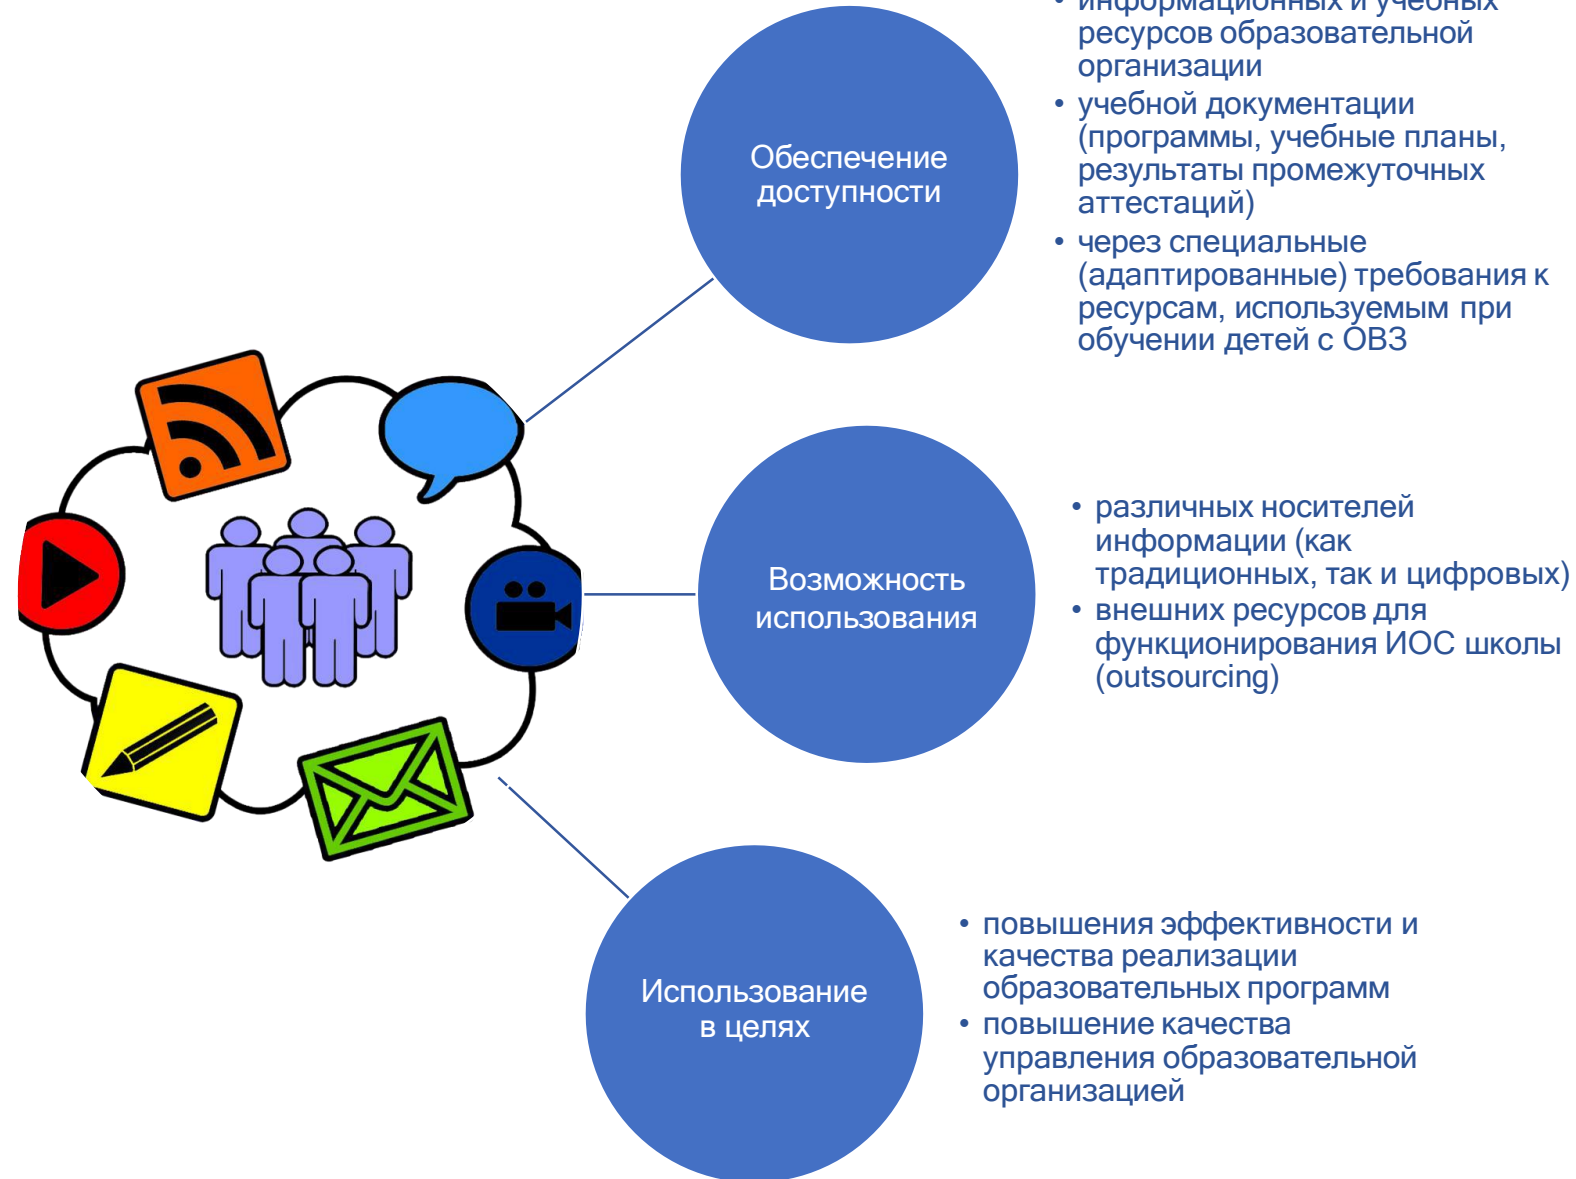 Обеспечение
доступности
• информационных и учебных
ресурсов образовательной
организации
• учебной документации
(программы, учебные планы,
результаты промежуточных
аттестаций)
• через специальные
(адаптированные) требования к
ресурсам, используемым при
обучении детей с ОВЗ
Возможность
использования
• различных носителей
информации (как
традиционных, так и цифровых)
• внешних ресурсов для
функционирования ИОС школы
(outsourcing)
Использование
в целях
• повышения эффективности и
качества реализации
образовательных программ
• повышение качества
управления образовательной
организацией